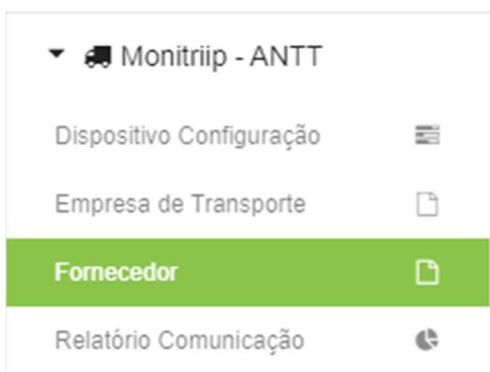 Monitriip - ANTT
Dispositivo Configuração
Empresa de Transporte
Fornecedor
Relatório Comunicação